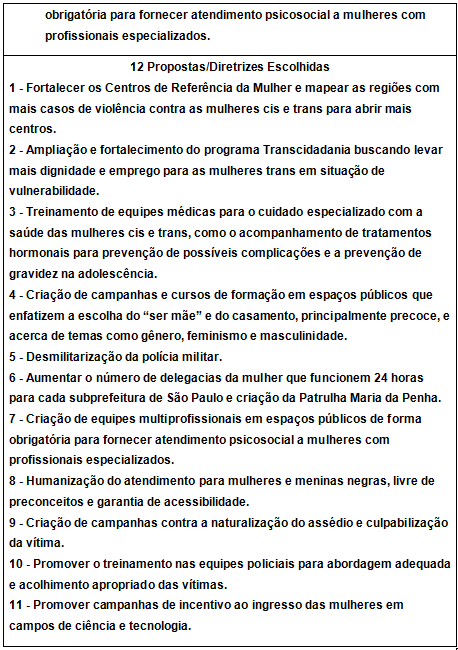 obrigatória para fornecer atendimento psicosocial a mulheres com
profissionais especializados.
12 Propostas/Diretrizes Escolhidas
1 - Fortalecer os Centros de Referência da Mulher e mapear as regiões com
mais casos de violência contra as mulheres cis e trans para abrir mais
centros.
2 - Ampliação e fortalecimento do programa Transcidadania buscando levar
mais dignidade e emprego para as mulheres trans em situação de
vulnerabilidade.
3 - Treinamento de equipes médicas para o cuidado especializado com a
saúde das mulheres cis e trans, como o acompanhamento de tratamentos
hormonais para prevenção de possíveis complicações e a prevenção de
gravidez na adolescência.
4 - Criação de campanhas e cursos de formação em espaços públicos que
enfatizem a escolha do “ser mãe” e do casamento, principalmente precoce, e
acerca de temas como gênero, feminismo e masculinidade.
5 - Desmilitarização da polícia militar.
6 - Aumentar o número de delegacias da mulher que funcionem 24 horas
para cada subprefeitura de São Paulo e criação da Patrulha Maria da Penha.
7 - Criação de equipes multiprofissionais em espaços públicos de forma
obrigatória para fornecer atendimento psicosocial a mulheres com
profissionais especializados.
8 - Humanização do atendimento para mulheres e meninas negras, livre de
preconceitos e garantia de acessibilidade.
9 - Criação de campanhas contra a naturalização do assédio e culpabilização
da vítima.
10 - Promover o treinamento nas equipes policiais para abordagem adequada
e acolhimento apropriado das vítimas.
11 - Promover campanhas de incentivo ao ingresso das mulheres em
campos de ciência e tecnologia.